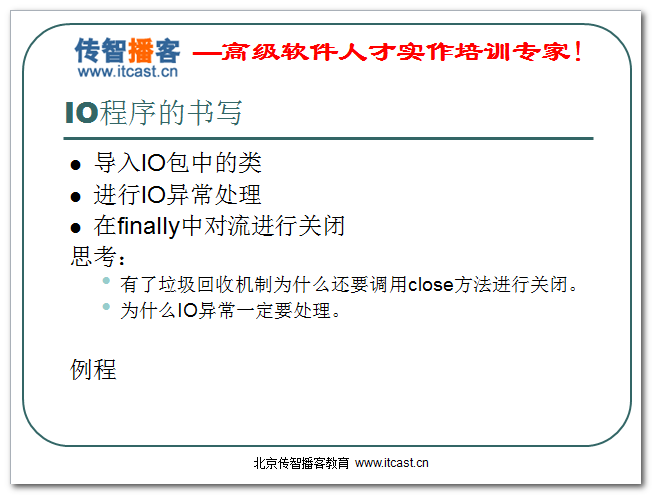 传智播客
www.itcast.cn
—高级软件人才实作培训专家!
IO程序的书写
导入IO包中的类
进行IO异常处理
在finally中对流进行关闭
思考：
有了垃圾回收机制为什么还要调用close方法进行关闭。
为什么IO异常一定要处理。
例程
北京传智播客教育 www.itcast.cn